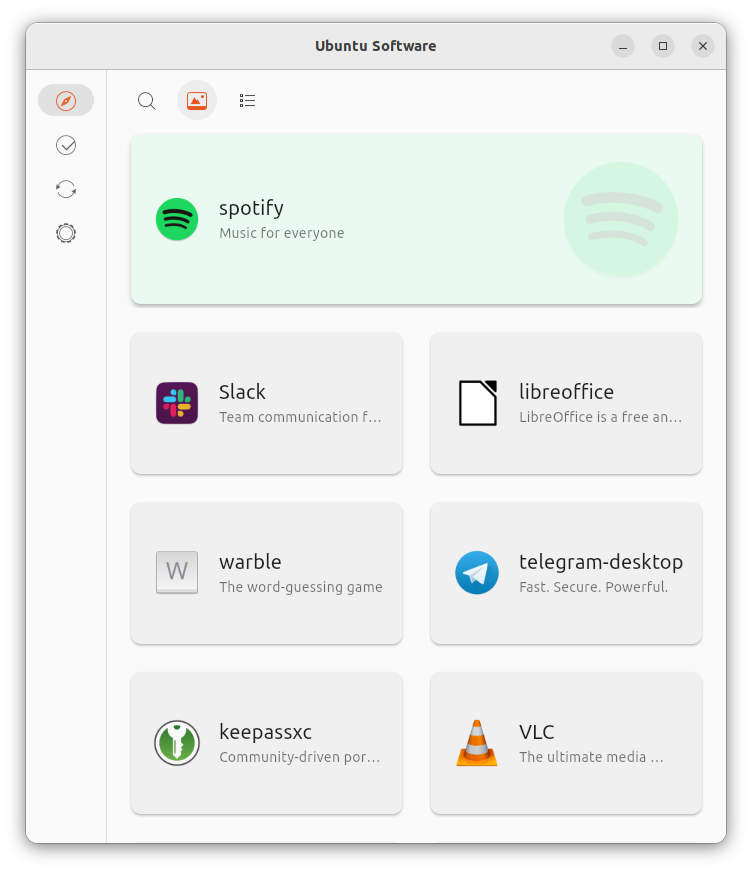 Ubuntu Software
spotify
Music for everyone
Slack
Team communication f...
libreoffice
LibreOffice is a free an...
W
warble
The word-guessing game
telegram-desktop
Fast. Secure. Powerful.
keepassxc
Community-driven por...
VLC
The ultimate media ...